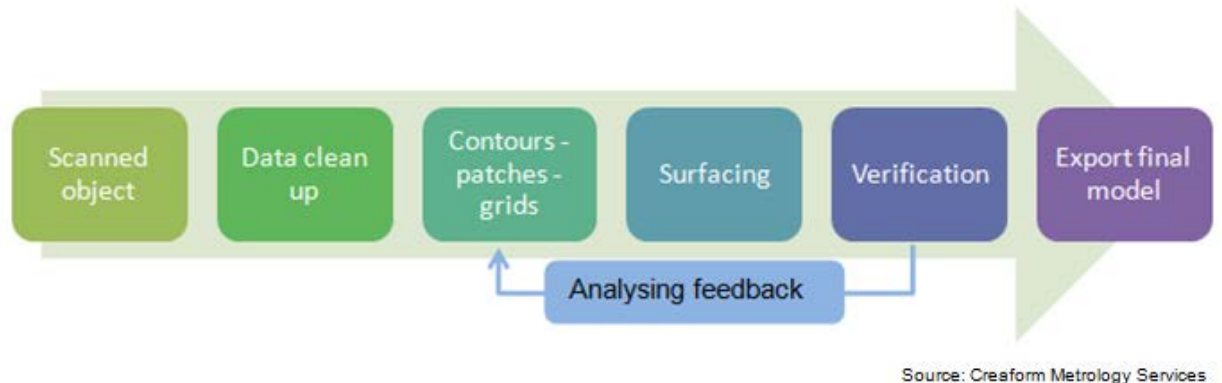 Scanned
object
Data clean
up
Contours -
patches -
grids
Surfacing
Verification
Export final
model
Analysing feedback
Source: Creaform Metrology Services